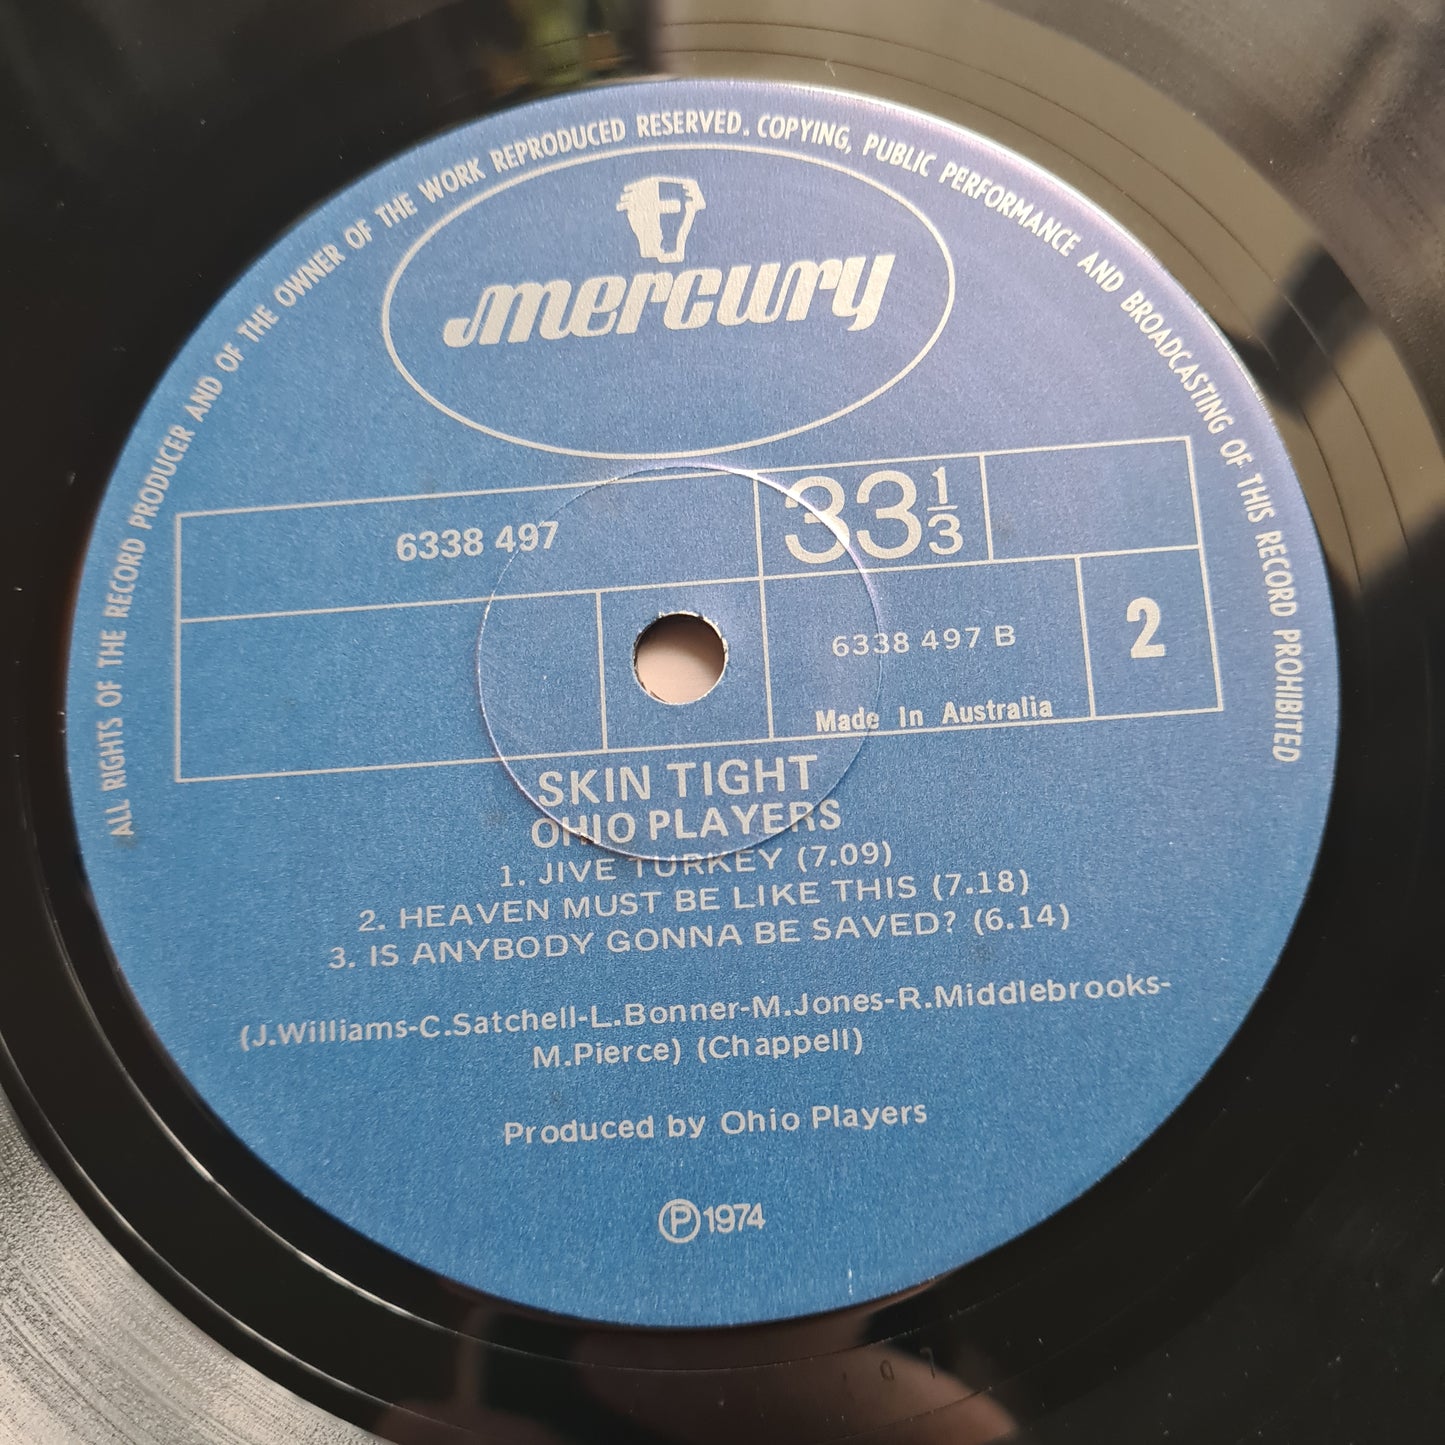 ALL RIGHTS OF THE RECORD PRODUCER AND OF THE OWNER OF THE WORK REPRODUCED RESERVED. COPYING, PUBLIC PERFORMANCE AND BROADCASTING OF THIS RECORD PROHIBITED
mercury
6338 497
33 1/3
6338 497 B
2
Made In Australia
SKIN TIGHT
OHIO PLAYERS
1. JIVE TURKEY (7.09)
2. HEAVEN MUST BE LIKE THIS (7.18)
3. IS ANYBODY GONNA BE SAVED? (6.14)
(J.Williams-C.Satchell-L.Bonner-M.Jones-R.Middlebrooks-
M.Pierce) (Chappell)
Produced by Ohio Players
℗1974